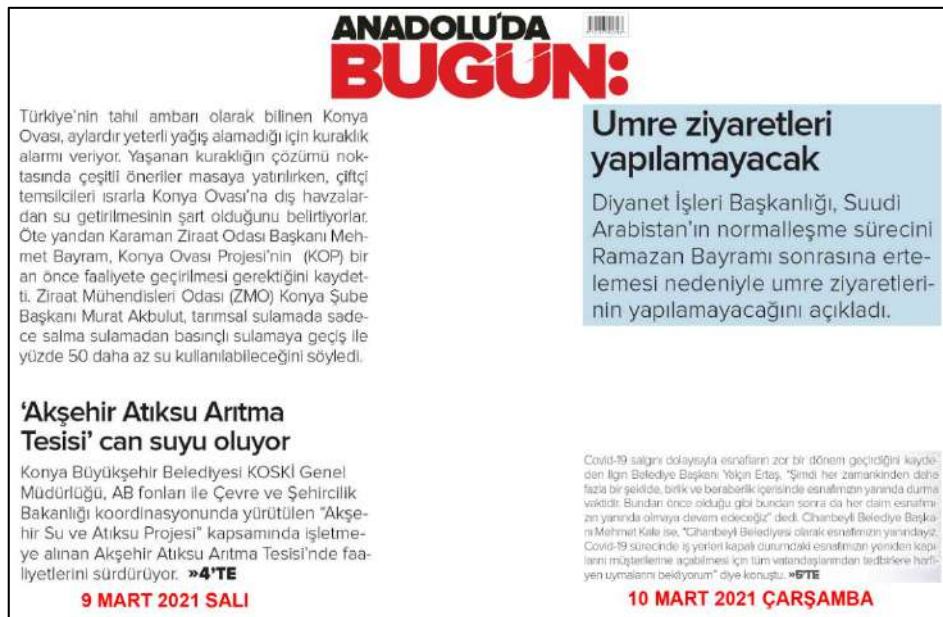 ANADOLU'DA
BUGÜN:
Türkiye'nin tahıl ambarı olarak bilinen Konya
Ovası, aylardır yeterli yağış alamadığı için kuraklık
alarmı veriyor. Yaşanan kuraklığın çözümü nok-
tasında çeşitli öneriler masaya yatırılırken, çiftçi
temsilcileri ısrarla Konya Ovası'na dış havzalar-
dan su getirilmesinin şart olduğunu belirtiyorlar.
Öte yandan Karaman Ziraat Odası Başkanı Meh-
met Bayram, Konya Ovası Projesi'nin (KOP) bir
an önce faaliyete geçirilmesi gerektiğini kaydet-
ti. Ziraat Mühendisleri Odası (ZMO) Konya Şube
Başkanı Murat Akbulut, tarımsal sulamada sade-
ce salma sulamadan basınçlı sulamaya geçiş ile
yüzde 50 daha az su kullanılabileceğini söyledi.
'Akşehir Atıksu Arıtma
Tesisi' can suyu oluyor
Konya Büyükşehir Belediyesi KOSKİ Genel
Müdürlüğü, AB fonları ile Çevre ve Şehircilik
Bakanlığı koordinasyonunda yürütülen "Akşe-
hir Su ve Atıksu Projesi" kapsamında işletme-
ye alınan Akşehir Atıksu Arıtma Tesisi'nde faa-
liyetlerini sürdürüyor. »4'TE
9 MART 2021 SALI
Umre ziyaretleri
yapılamayacak
Diyanet İşleri Başkanlığı, Suudi
Arabistan'ın normalleşme sürecini
Ramazan Bayramı sonrasına erte-
lemesi nedeniyle umre ziyaretleri-
nin yapılamayacağını açıkladı.
Covid-19 salgını dolayısıyla esnafların zor bir dönem geçirdiğini kayde-
den Ilgın Belediye Başkanı Yalçın Ertaş, "Şimdi her zamankinden daha
fazla bir şekilde, birlik ve beraberlik içerisinde esnafımızın yanında durma
vaktidir. Bundan önce olduğu gibi bundan sonra da her daim esnafımı-
zın yanında olmaya devam edeceğiz" dedi. Cihanbeyli Belediye Başka-
nı Mehmet Kale ise, "Cihanbeyli Belediyesi olarak esnafımızın yanındayız.
Covid-19 sürecinde iş yerleri kapalı durumdaki esnafımızın yeniden kapı-
larını müşterilerine açabilmesi için tüm vatandaşlarımdan tedbirlere harfi-
yen uymalarını bekliyorum" diye konuştu. »5'TE
10 MART 2021 ÇARŞAMBA